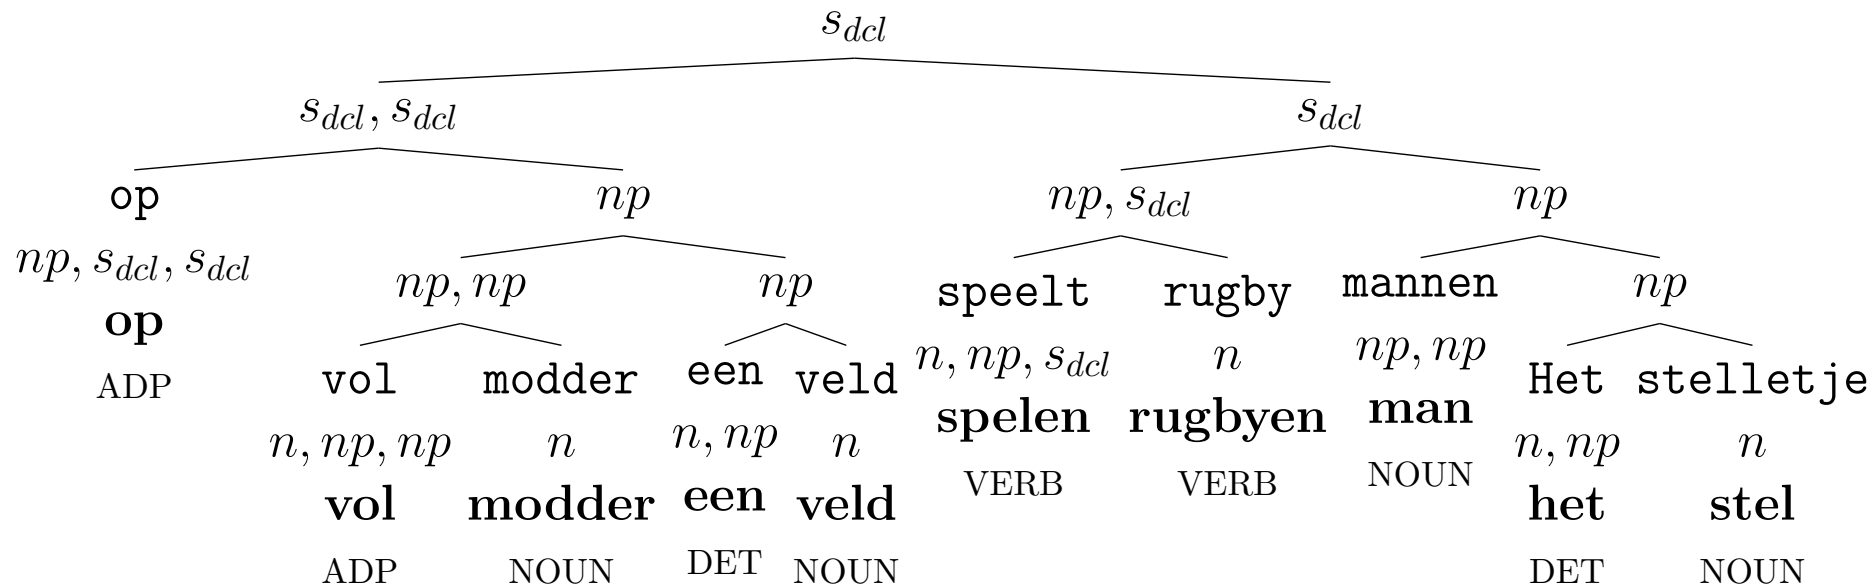 s_dcl
s_dcl, s_dcl s_dcl
op np np, s_dcl np
np, s_dcl, s_dcl np, np np speelt rugby mannen np
op vol modder een veld n, np, s_dcl n np, np Het stelletje
ADP n, np, np n n, np n spelen rugbyen man n, np n
vol modder een veld VERB VERB NOUN het stel
ADP NOUN DET NOUN DET NOUN